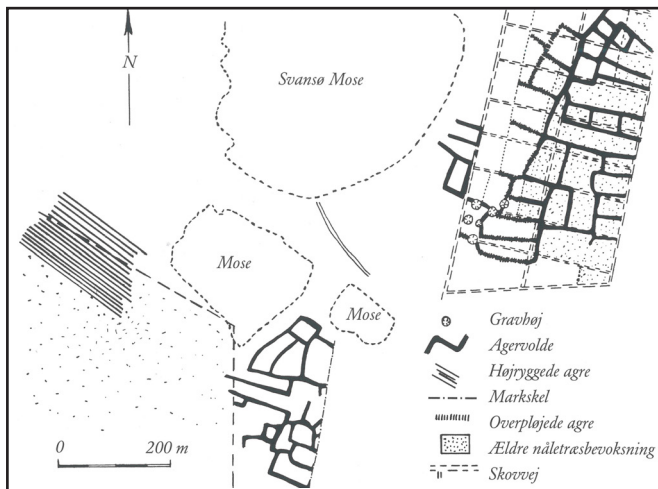 N
Svansø Mose
Mose
Mose
Gravhøj
Agervolde
Højryggede agre
Markskel
Overpløjede agre
Ældre nåletræsbevoksning
Skovvej
0 200 m